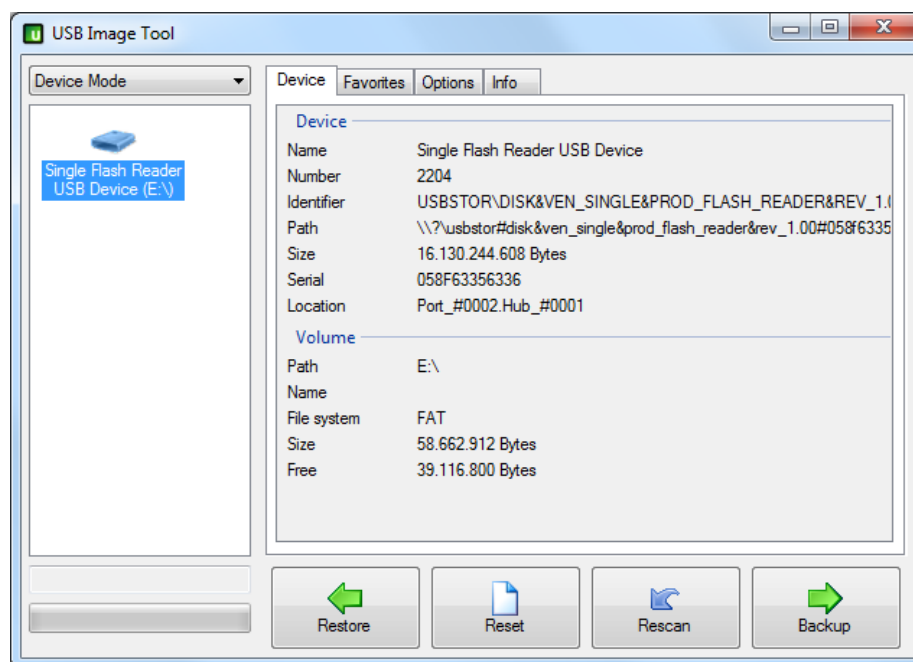 USB Image Tool
Device Mode
Single Flash Reader
USB Device (E:\)
Device Favorites Options Info
Device
Name Single Flash Reader USB Device
Number 2204
Identifier USBSTOR\DISK&VEN_SINGLE&PROD_FLASH_READER&REV_1.0
Path \\?\usbstor#disk&ven_single&prod_flash_reader&rev_1.00#058f6335
Size 16.130.244.608 Bytes
Serial 058F63356336
Location Port_#0002.Hub_#0001
Volume
Path E:\
Name
File system FAT
Size 58.662.912 Bytes
Free 39.116.800 Bytes
Restore Reset Rescan Backup